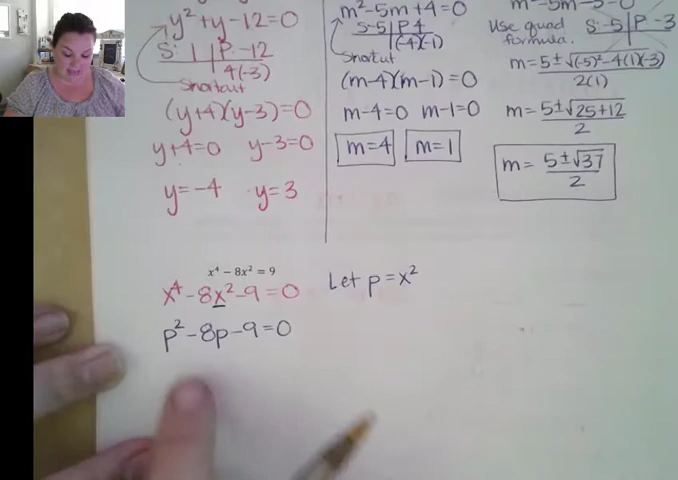 y² + y - 12 = 0
S: 1 | P: -12
4(-3)
Shortcut
(y+4)(y-3) = 0
y+4 = 0 y-3 = 0
y = -4 y = 3
m² - 5m + 4 = 0
S -5 | P 4
(-4)(-1)
Shortcut
(m-4)(m-1) = 0
m-4 = 0 m-1 = 0
m = 4 m = 1
Use quad formula.
S: -5 | P -3
m = 5 ± √(-5)² - 4(1)(-3) / 2(1)
m = 5 ± √25+12 / 2
m = 5 ± √37 / 2
x⁴ - 8x² = 9
x⁴ - 8x² - 9 = 0 Let p = x²
p² - 8p - 9 = 0